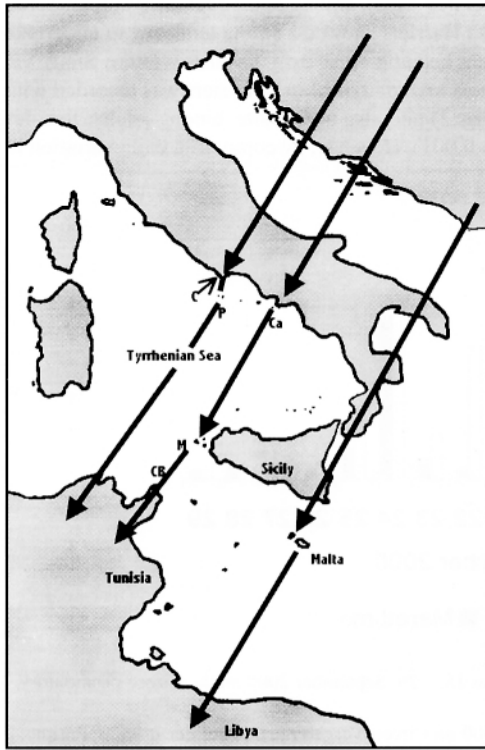 C
P
Ca
Tyrrhenian Sea
M
CB
Sicily
Tunisia
Malta
Libya